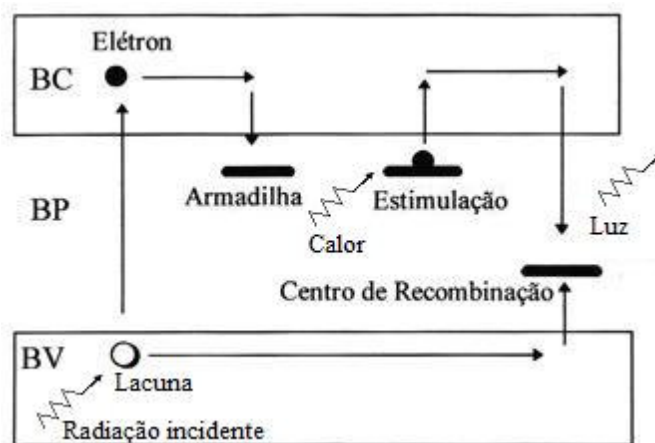 Elétron
BC
Armadilha
Estimulação
BP
Calor
Luz
Centro de Recombinação
BV
Lacuna
Radiação incidente